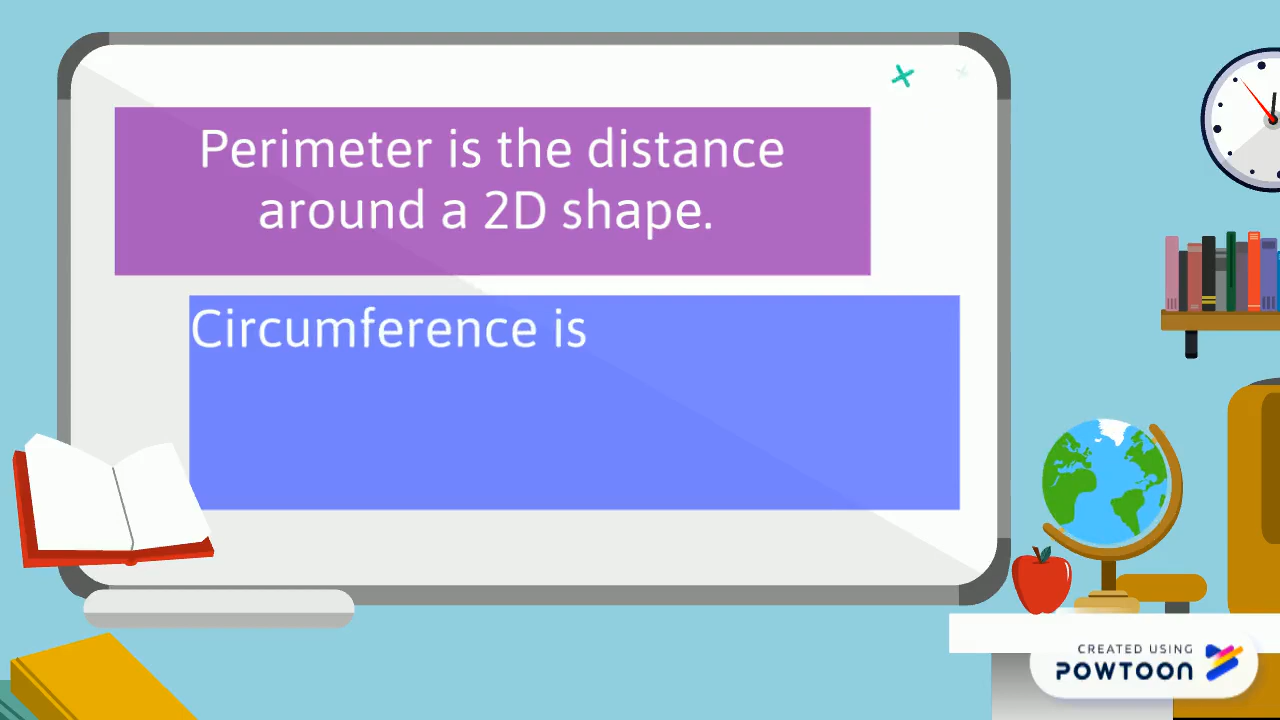 Perimeter is the distance
around a 2D shape.
Circumference is
CREATED USING
POWTOON